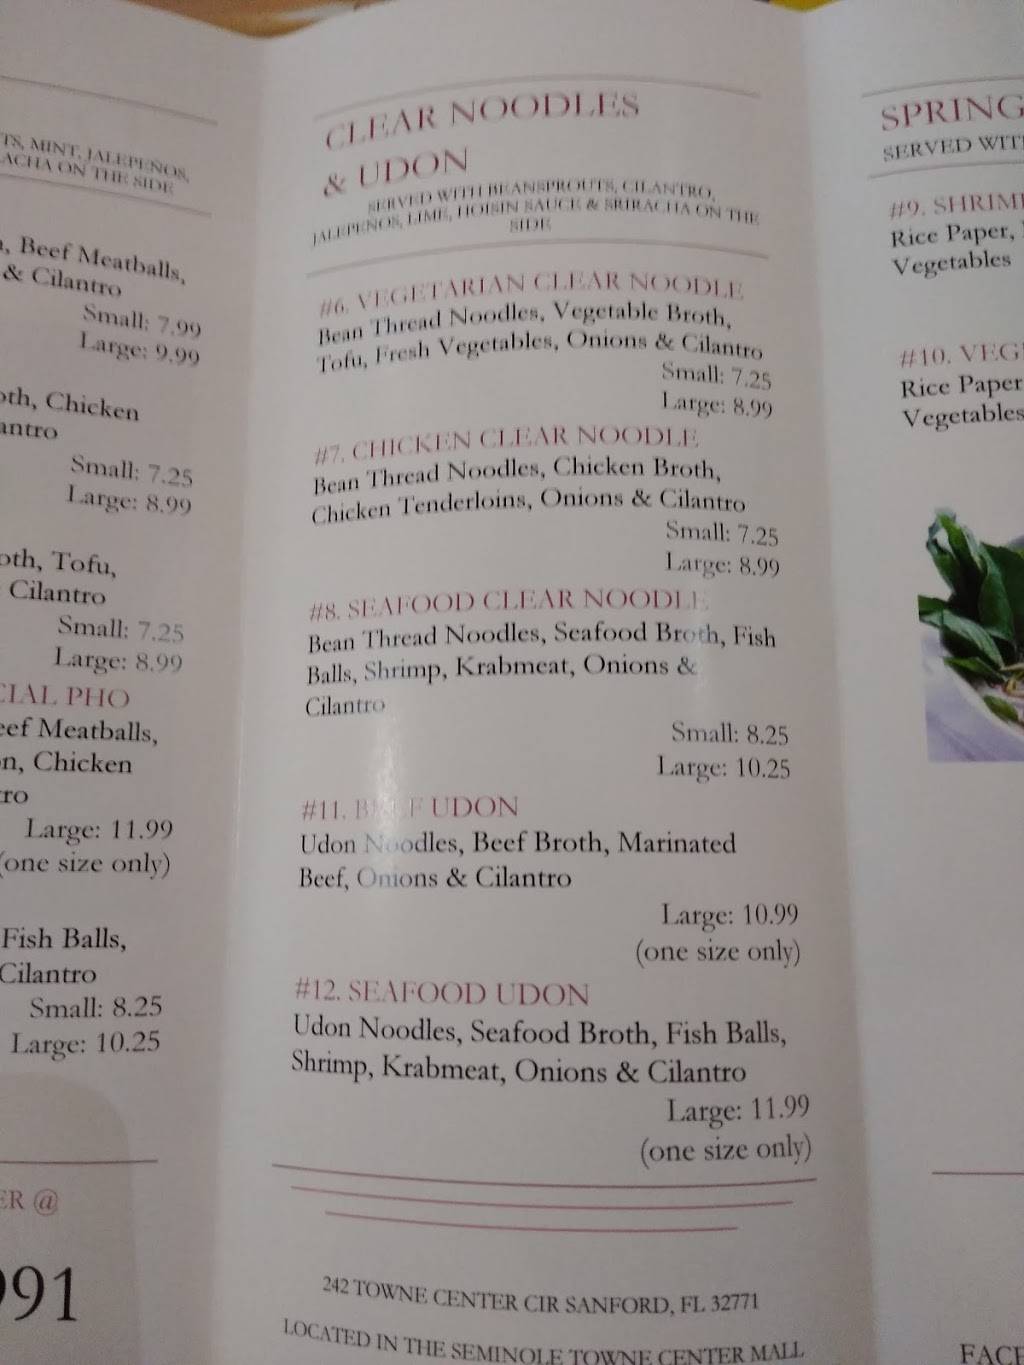 TS, MINT, JALEPEÑOS,
ACHA ON THE SIDE
Beef Meatballs,
& Cilantro
Small: 7.99
Large: 9.99
Chicken
Small: 7.25
Large: 8.99
Tofu,
Cilantro
Small: 7.25
Large: 8.99
CIAL PHO
eef Meatballs,
n, Chicken
ro
Large: 11.99
(one size only)
Fish Balls,
Cilantro
Small: 8.25
Large: 10.25
ER @
991
CLEAR NOODLES
& UDON
SERVED WITH BEANSPROUTS, CILANTRO,
JALEPEÑOS, LIME, HOISIN SAUCE & SRIRACHA ON THE
SIDE
#6. VEGETARIAN CLEAR NOODLE
Bean Thread Noodles, Vegetable Broth,
Tofu, Fresh Vegetables, Onions & Cilantro
Small: 7.25
Large: 8.99
#7. CHICKEN CLEAR NOODLE
Bean Thread Noodles, Chicken Broth,
Chicken Tenderloins, Onions & Cilantro
Small: 7.25
Large: 8.99
#8. SEAFOOD CLEAR NOODLE
Bean Thread Noodles, Seafood Broth, Fish
Balls, Shrimp, Krabmeat, Onions &
Cilantro
Small: 8.25
Large: 10.25
#11. BEEF UDON
Udon Noodles, Beef Broth, Marinated
Beef, Onions & Cilantro
Large: 10.99
(one size only)
#12. SEAFOOD UDON
Udon Noodles, Seafood Broth, Fish Balls,
Shrimp, Krabmeat, Onions & Cilantro
Large: 11.99
(one size only)
242 TOWNE CENTER CIR SANFORD, FL 32771
LOCATED IN THE SEMINOLE TOWNE CENTER MALL
SPRING
SERVED WITH
#9. SHRIM
Rice Paper,
Vegetables
#10. VEG
Rice Paper
Vegetables
FACE